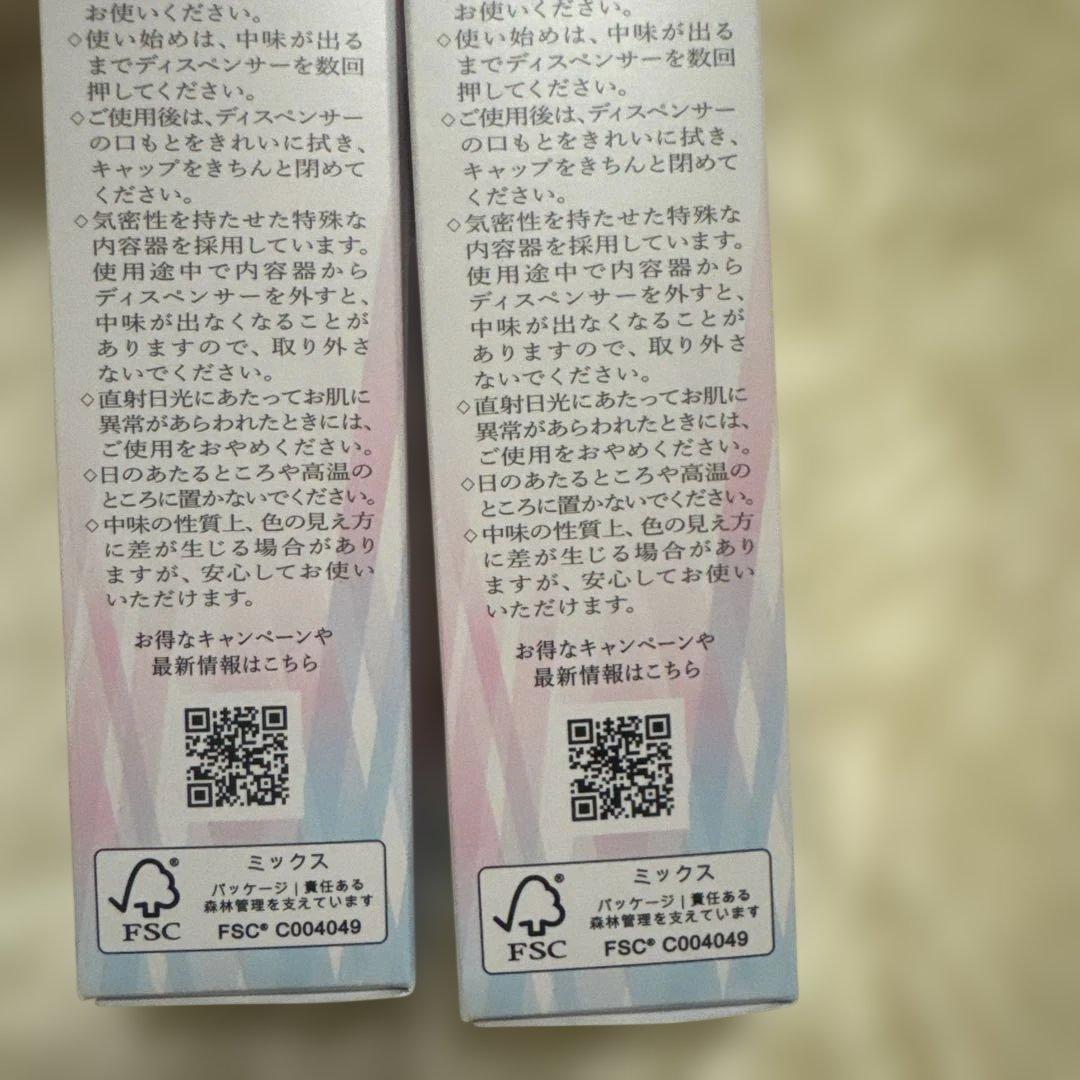 お使いください。
◇使い始めは、中味が出る
までディスペンサーを数回
押してください。
◇ご使用後は、ディスペンサー
の口もとをきれいに拭き、
キャップをきちんと閉めて
ください。
◇気密性を持たせた特殊な
内容器を採用しています。
使用途中で内容器から
ディスペンサーを外すと、
中味が出なくなることが
ありますので、取り外さ
ないでください。
◇直射日光にあたってお肌に
異常があらわれたときには、
ご使用をおやめください。
◇日のあたるところや高温の
ところに置かないでください。
◇中味の性質上、色の見え方
に差が生じる場合があり
ますが、安心してお使い
いただけます。
お得なキャンペーンや
最新情報はこちら
ミックス
パッケージ|責任ある
森林管理を支えています
FSC® C004049
®
FSC
お使いください。
◇使い始めは、中味が出る
までディスペンサーを数回
押してください。
◇ご使用後は、ディスペンサー
の口もとをきれいに拭き、
キャップをきちんと閉めて
ください。
◇気密性を持たせた特殊な
内容器を採用しています。
使用途中で内容器から
ディスペンサーを外すと、
中味が出なくなることが
ありますので、取り外さ
ないでください。
◇直射日光にあたってお肌に
異常があらわれたときには、
ご使用をおやめください。
◇日のあたるところや高温の
ところに置かないでください。
◇中味の性質上、色の見え方
に差が生じる場合があり
ますが、安心してお使い
いただけます。
お得なキャンペーンや
最新情報はこちら
ミックス
パッケージ|責任ある
森林管理を支えています
FSC® C004049
®
FSC